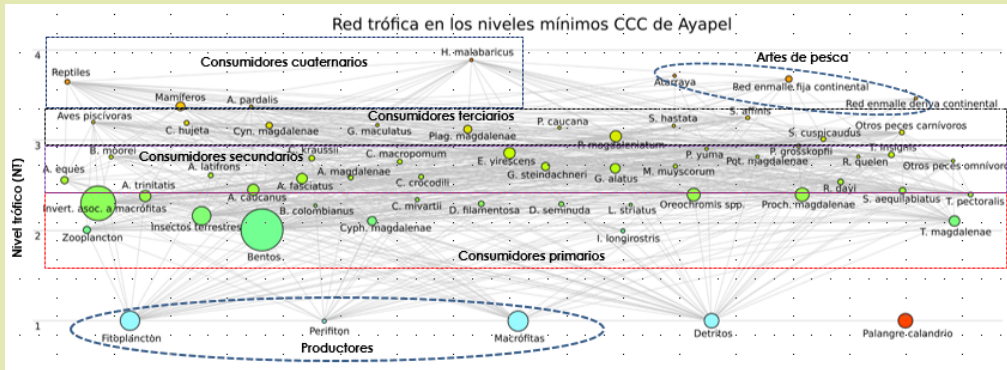 Red trófica en los niveles mínimos CCC de Ayapel
Nivel trófico (NT)
4
3
2
1
H. malabaricus
Consumidores cuaternarios
Artes de pesca
Reptiles
Atarraya
Red enmalle fija continental
Mamíferos
A. pardalis
Red enmalle deriva continental
Aves piscívoras
Consumidores terciarios
S. affinis
C. hujeta
Cyn. magdalenae
G. maculatus
Plag. magdalenae
P. caucana
S. hastata
Otros peces carnívoros
S. cuspicaudus
P. magdaleniatum
A. moorei
Consumidores secundarios
C. kraussii
C. macropomum
E. virescens
P. yuma
P. grosskopfii
T. insignis
Pot. magdalenae
R. quelen
Otros peces omnívoros
A. eques
A. latifrons
A. magdalenae
G. steindachneri
G. alatus
M. muyscorum
A. trinitatis
A. fasciatus
C. crocodili
R. davi
A. caucanus
S. aequilabiatus
T. pectoralis
Invert. asoc. a macrófitas
B. colombianus
C. mivartii
D. filamentosa
D. seminuda
L. striatus
Oreochromis spp.
Proch. magdalenae
Zooplancton
Insectos terrestres
Cyph. magdalenae
I. longirostris
T. magdalenae
Bentos.
Consumidores primarios
Fitoplancton
Perifiton
Macrófitas
Detritos
Palangre-calandrio
Productores